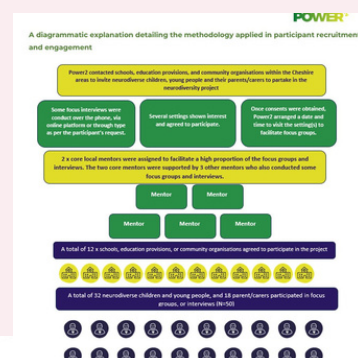 POWER
A diagrammatic explanation detailing the methodology applied in participant recruitment
and engagement
Power2 contacted schools, education provisions, and community organisations within the Cheshire
areas to invite neurodiverse children, young people and their parents/carers to partake in the
neurodiversity project
Some focus interviews were
conduct over the phone, via
online platform or through type
as per the participant's request.
Several settings shown interest
and agreed to participate.
Once consents were obtained,
Power2 arranged a date and
time to visit the setting(s) to
facilitate focus groups.
2 x core local mentors were assigned to facilitate a high proportion of the focus groups and
interviews. The two core mentors were supported by 3 other mentors who also conducted some
focus groups and interviews.
Mentor
Mentor
Mentor
Mentor
Mentor
A total of 12 x schools, education provisions, or community organisations agreed to participate in the project
A total of 32 neurodiverse children and young people, and 18 parent/carers participated in focus
groups, or interviews (N=50)